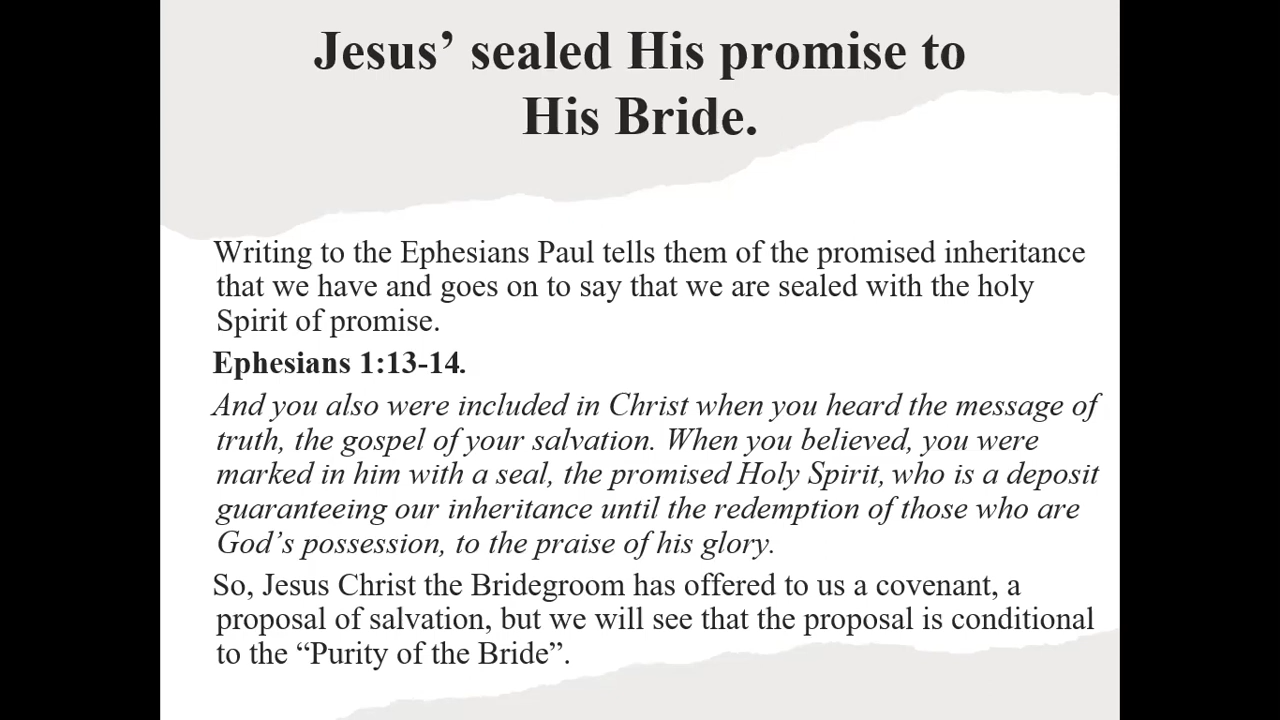 Jesus’ sealed His promise to
His Bride.
Writing to the Ephesians Paul tells them of the promised inheritance
that we have and goes on to say that we are sealed with the holy
Spirit of promise.
Ephesians 1:13-14.
And you also were included in Christ when you heard the message of
truth, the gospel of your salvation. When you believed, you were
marked in him with a seal, the promised Holy Spirit, who is a deposit
guaranteeing our inheritance until the redemption of those who are
God’s possession, to the praise of his glory.
So, Jesus Christ the Bridegroom has offered to us a covenant, a
proposal of salvation, but we will see that the proposal is conditional
to the “Purity of the Bride”.